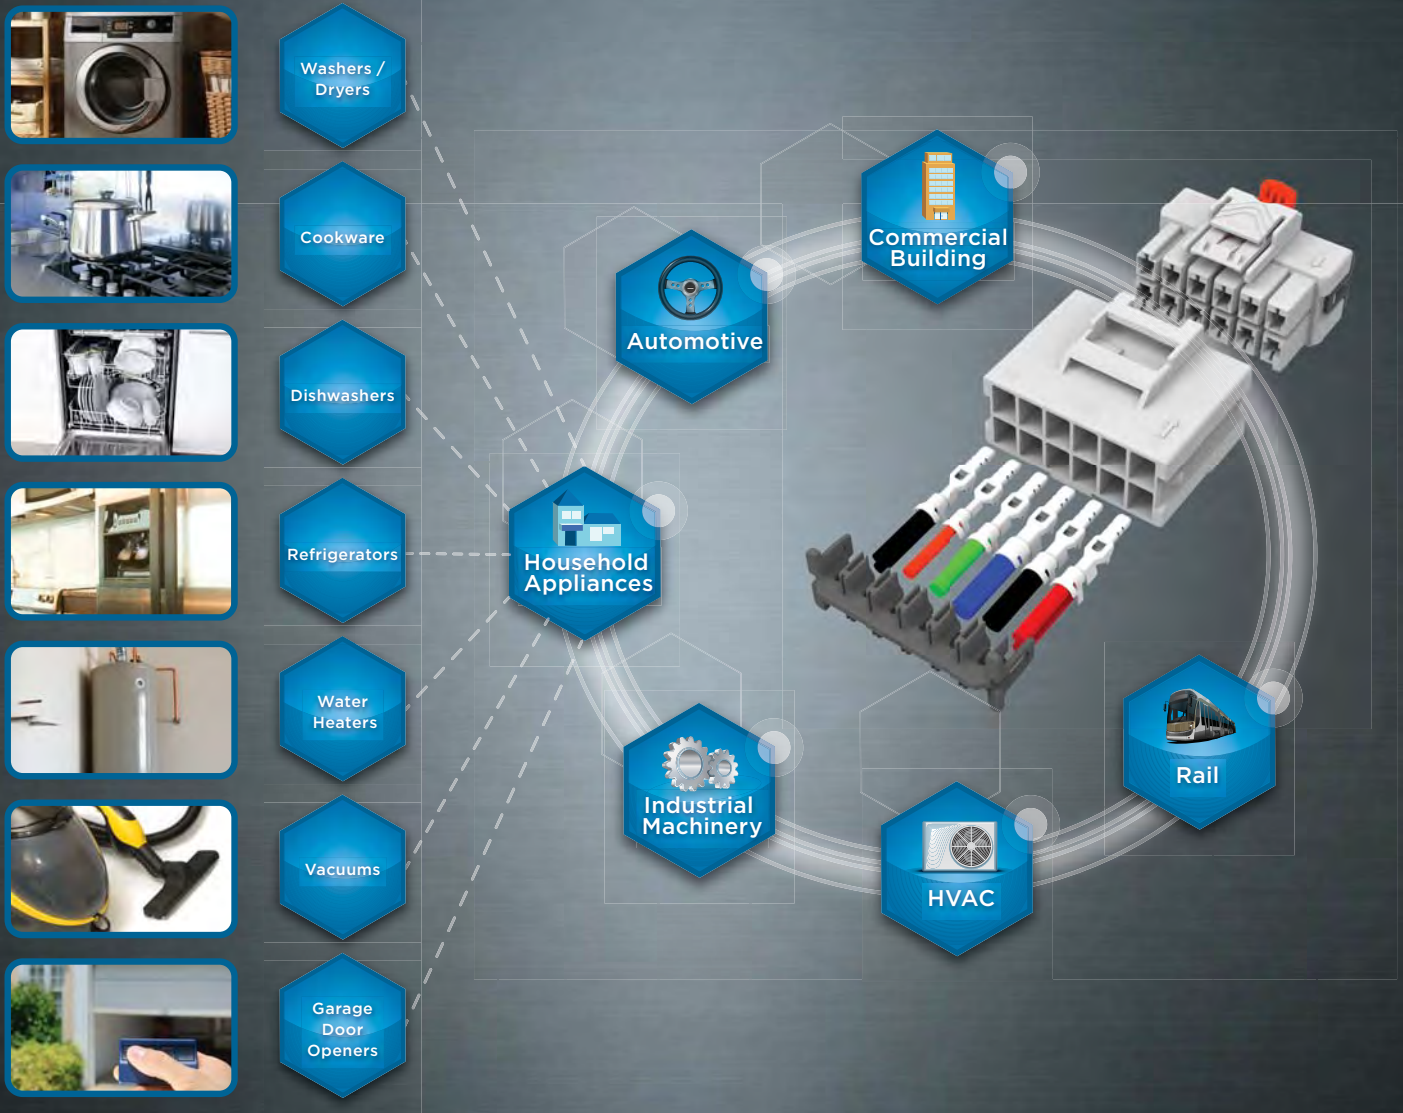 Washers /
Dryers
Cookware
Dishwashers
Refrigerators
Water
Heaters
Vacuums
Garage
Door
Openers
Commercial
Building
Automotive
Household
Appliances
Industrial
Machinery
HVAC
Rail